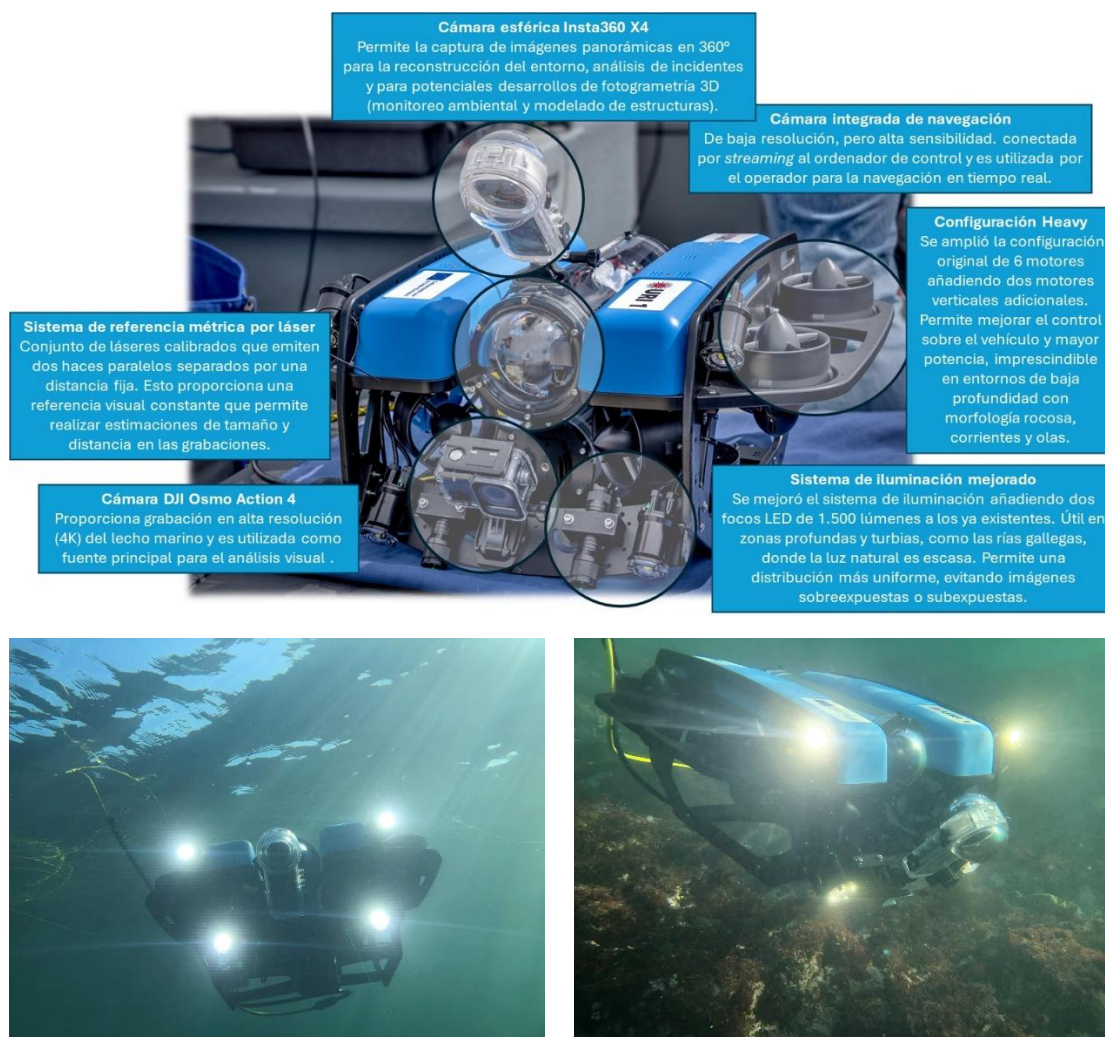 Cámara esférica Insta360 X4
Permite la captura de imágenes panorámicas en 360º
para la reconstrucción del entorno, análisis de incidentes
y para potenciales desarrollos de fotogrametría 3D
(monitoreo ambiental y modelado de estructuras).
Cámara integrada de navegación
De baja resolución, pero alta sensibilidad. conectada
por streaming al ordenador de control y es utilizada por
el operador para la navegación en tiempo real.
Configuración Heavy
Se amplió la configuración
original de 6 motores
añadiendo dos motores
verticales adicionales.
Permite mejorar el control
sobre el vehículo y mayor
potencia, imprescindible
en entornos de baja
profundidad con
morfología rocosa,
corrientes y olas.
Sistema de referencia métrica por láser
Conjunto de láseres calibrados que emiten
dos haces paralelos separados por una
distancia fija. Esto proporciona una
referencia visual constante que permite
realizar estimaciones de tamaño y
distancia en las grabaciones.
Cámara DJI Osmo Action 4
Proporciona grabación en alta resolución
(4K) del lecho marino y es utilizada como
fuente principal para el análisis visual .
Sistema de iluminación mejorado
Se mejoró el sistema de iluminación añadiendo dos
focos LED de 1.500 lúmenes a los ya existentes. Útil en
zonas profundas y turbias, como las rías gallegas,
donde la luz natural es escasa. Permite una
distribución más uniforme, evitando imágenes
sobreexpuestas o subexpuestas.
URI 1